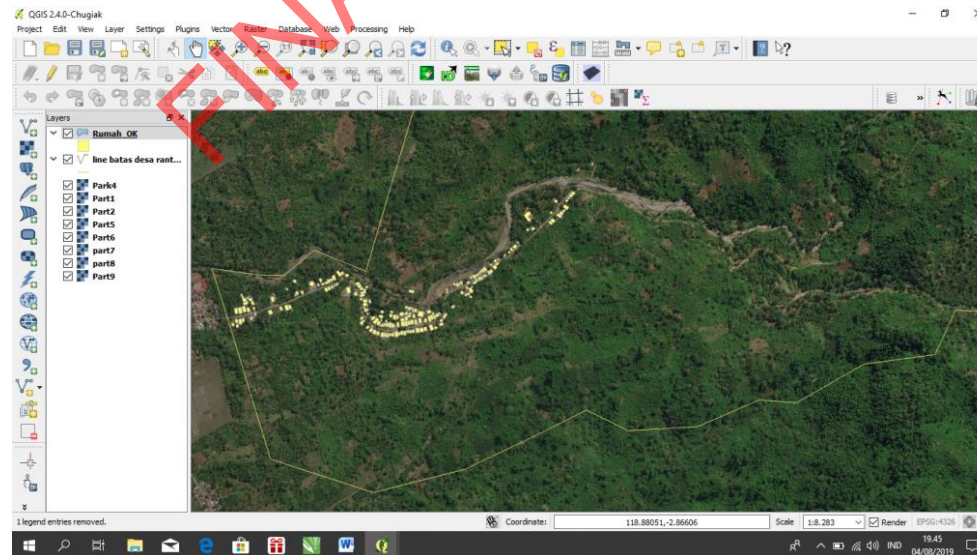 QGIS 2.4.0-Chugiak
Project Edit View Layer Settings Plugins Vector Raster Database Web Processing Help
Layers
Rumah_OK
line batas desa rant...
Park4
Part1
Part2
Part5
Part6
part7
part8
Part9
1 legend entries removed.
Coordinate: 118.88051,-2.86606
Scale 1:8.283
Render
EPSG:4326
IND
19.45
04/08/2019
FINA